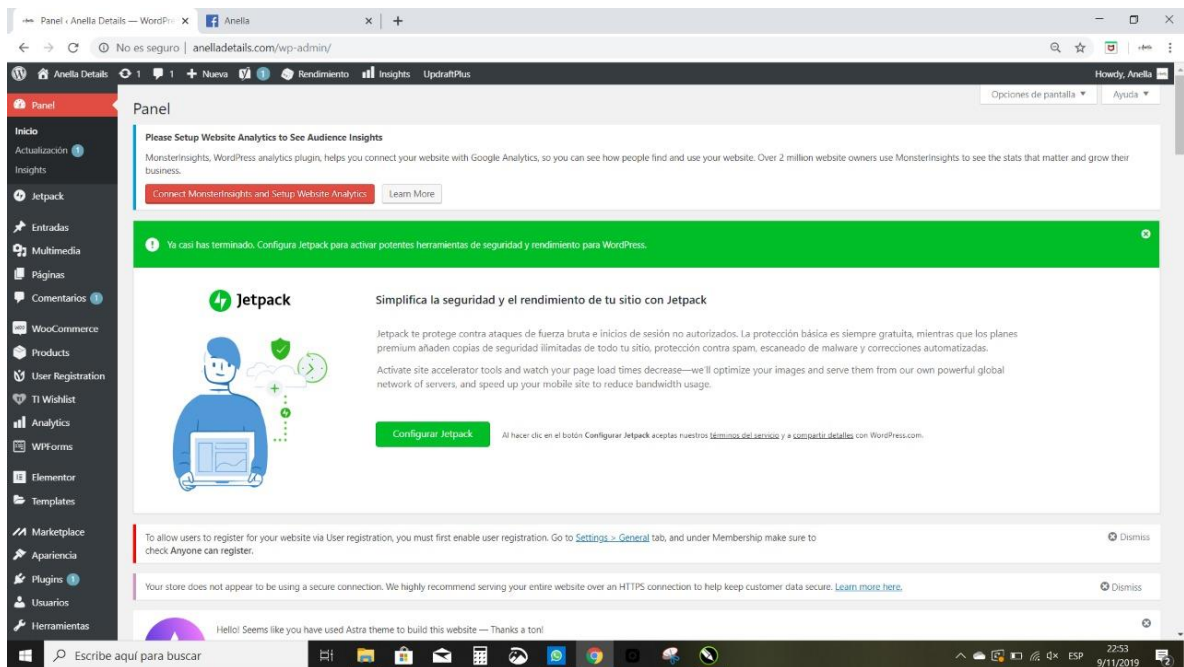 Panel ‹ Anella Details — WordPre
Anella
No es seguro | anelladetails.com/wp-admin/
Anella Details 1 1 + Nueva 1 Rendimiento Insights UpdraftPlus
Howdy, Anella
Panel
Inicio
Actualización 1
Insights
Jetpack
Entradas
Multimedia
Páginas
Comentarios 1
WooCommerce
Products
User Registration
TI Wishlist
Analytics
WPForms
Elementor
Templates
Marketplace
Apariencia
Plugins 1
Usuarios
Herramientas
Opciones de pantalla ▼ Ayuda ▼
Panel
Please Setup Website Analytics to See Audience Insights
MonsterInsights, WordPress analytics plugin, helps you connect your website with Google Analytics, so you can see how people find and use your website. Over 2 million website owners use MonsterInsights to see the stats that matter and grow their
business.
Connect MonsterInsights and Setup Website Analytics Learn More
Ya casi has terminado. Configura Jetpack para activar potentes herramientas de seguridad y rendimiento para WordPress.
Jetpack
Simplifica la seguridad y el rendimiento de tu sitio con Jetpack
Jetpack te protege contra ataques de fuerza bruta e inicios de sesión no autorizados. La protección básica es siempre gratuita, mientras que los planes
premium añaden copias de seguridad ilimitadas de todo tu sitio, protección contra spam, escaneado de malware y correcciones automatizadas.
Activate site accelerator tools and watch your page load times decrease—we'll optimize your images and serve them from our own powerful global
network of servers, and speed up your mobile site to reduce bandwidth usage.
Configurar Jetpack Al hacer clic en el botón Configurar Jetpack aceptas nuestros términos del servicio y a compartir detalles con WordPress.com.
To allow users to register for your website via User registration, you must first enable user registration. Go to Settings > General tab, and under Membership make sure to
check Anyone can register.
Dismiss
Your store does not appear to be using a secure connection. We highly recommend serving your entire website over an HTTPS connection to help keep customer data secure. Learn more here.
Dismiss
Hello! Seems like you have used Astra theme to build this website — Thanks a ton!
Escribe aquí para buscar
ESP
22:53
9/11/2019
2